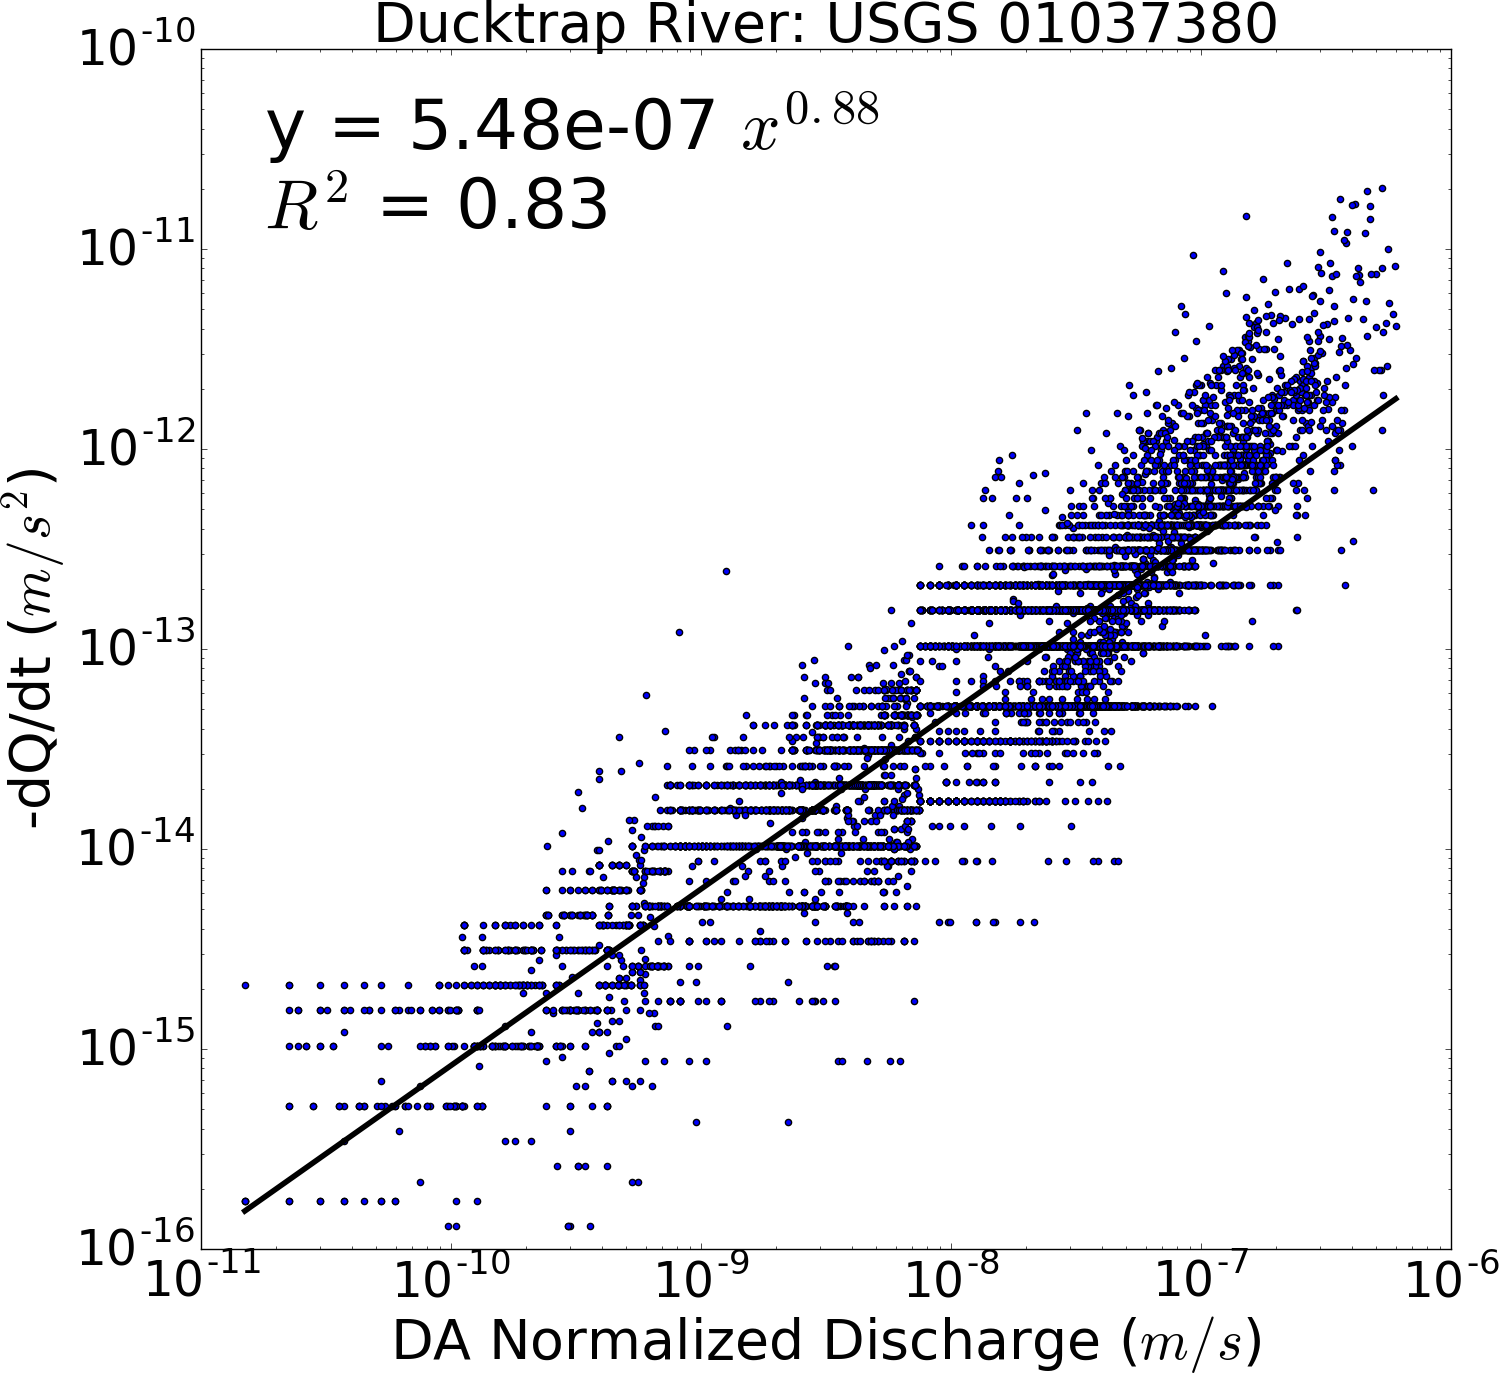 Ducktrap River: USGS 01037380
y = 5.48e-07 x^0.88
R^2 = 0.83
10^-10
10^-11
10^-12
10^-13
10^-14
10^-15
10^-16
-dQ/dt (m/s^2)
10^-11 10^-10 10^-9 10^-8 10^-7 10^-6
DA Normalized Discharge (m/s)